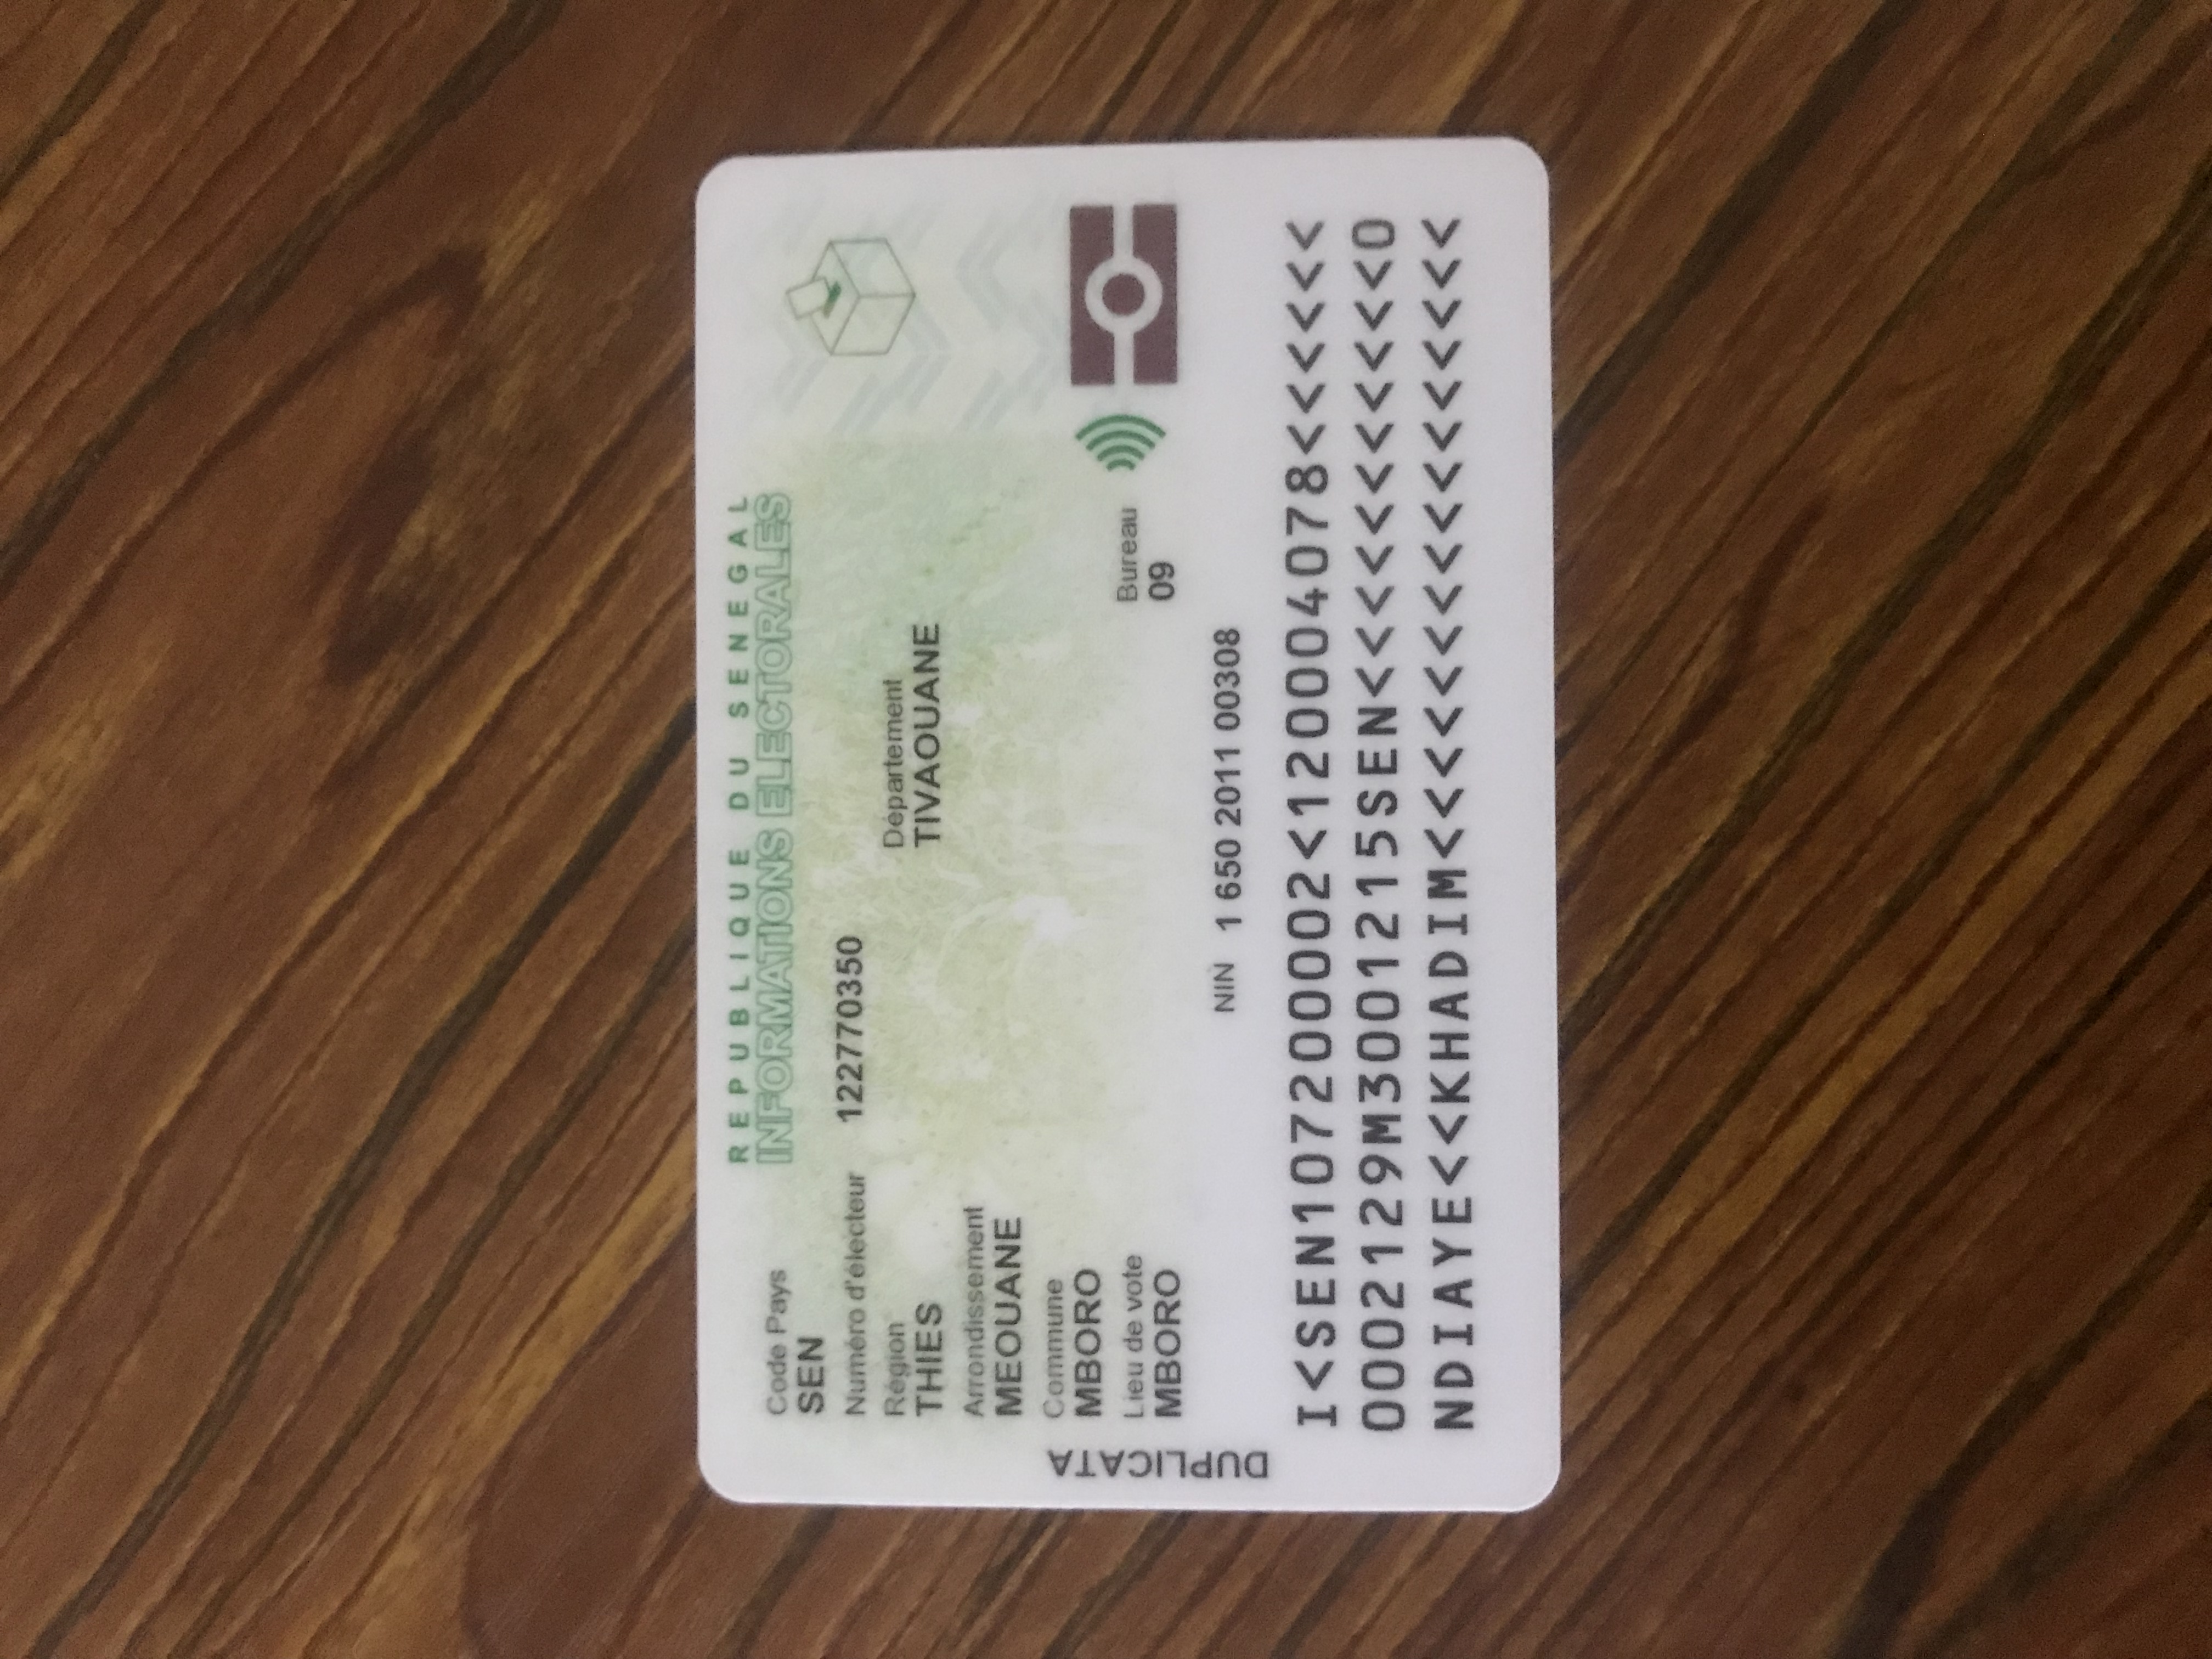 REPUBLIQUE DU SENEGAL
INFORMATIONS ELECTORALES
Code Pays
SEN
Numéro d'électeur 122770350
Région Département
THIES TIVAOUANE
Arrondissement
MEOUANE
Commune
MBORO
Lieu de vote Bureau
MBORO 09
NIN 1 650 2011 00308
DUPLICATA
I<SEN1072000002<120004078<<<<<<
0002129M3001215SEN<<<<<<<<<<<<0
NDIAYE<<KHADIM<<<<<<<<<<<<<<<<